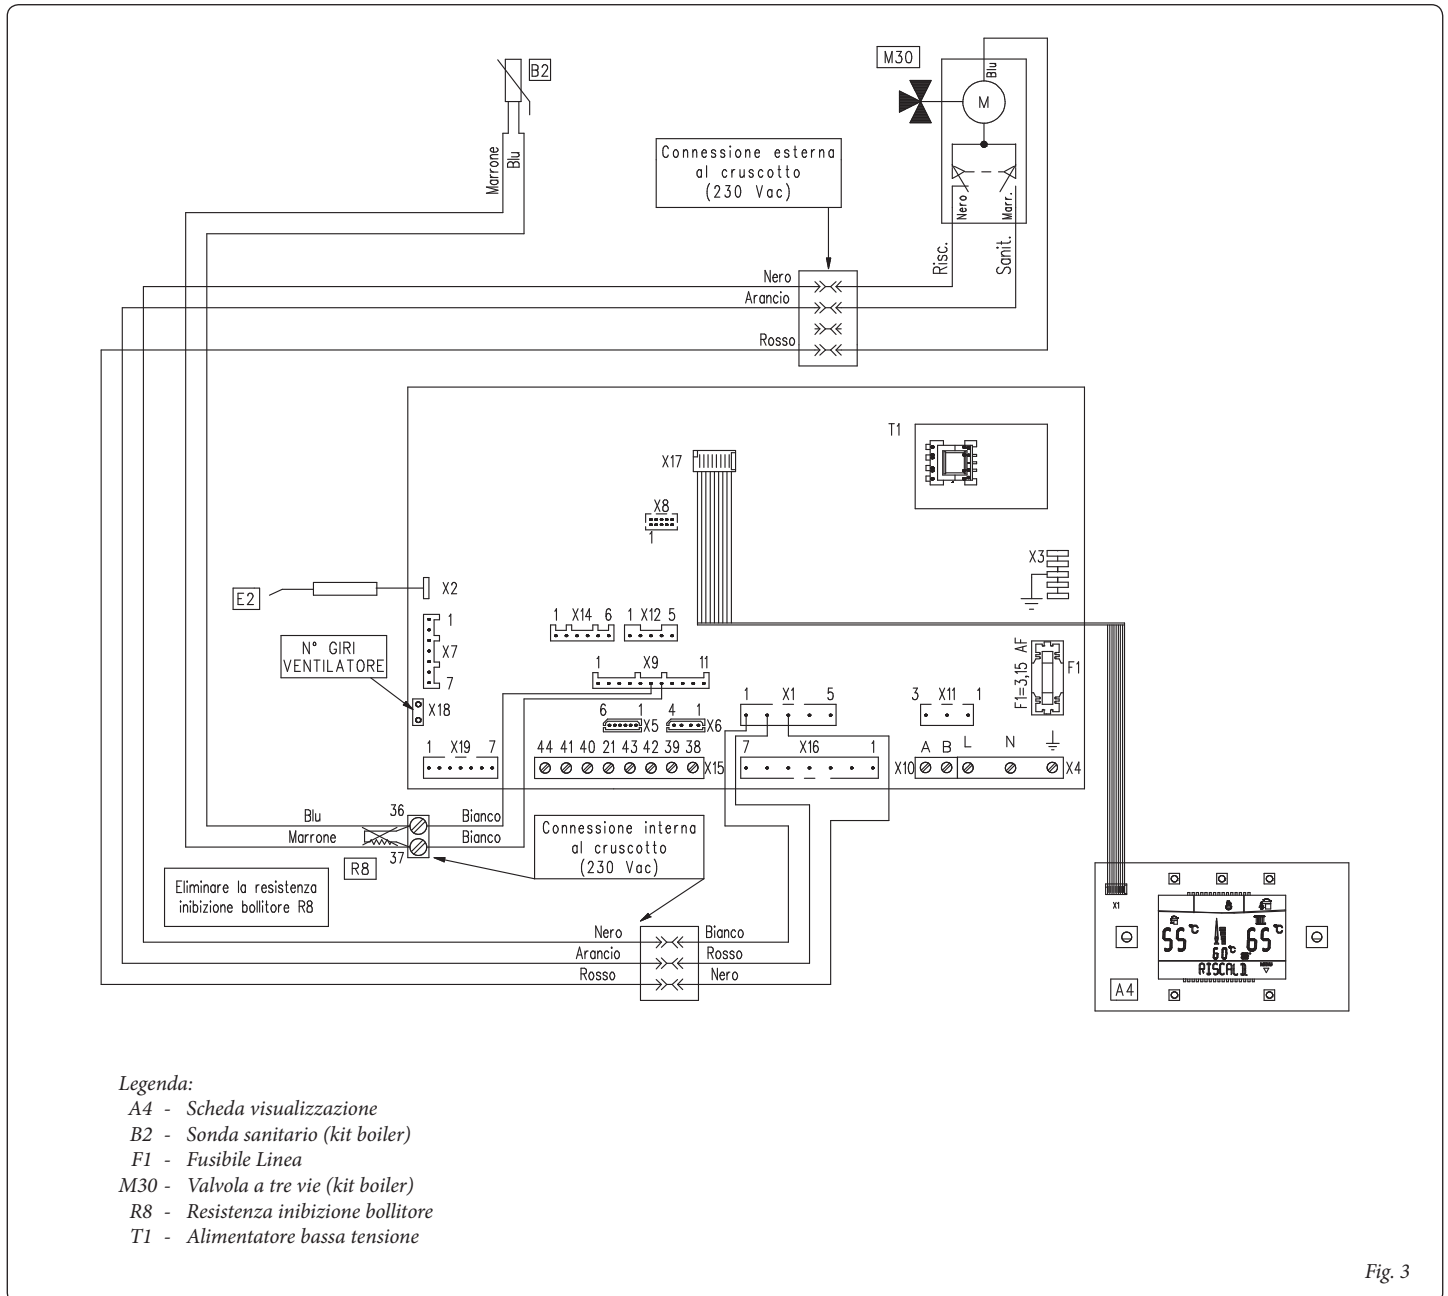 B2
M30
Blu
M
Connessione esterna
al cruscotto
(230 Vac)
Marrone
Blu
Nero
Marr.
Risc.
Sanit.
Nero
Arancio
Rosso
T1
X17
X8
1
X3
E2
X2
1
X7
7
1 X14 6
1 X12 5
N° GIRI
VENTILATORE
X18
1 X9 11
F1=3,15 AF
F1
6 1
X5
4 1
X6
1 X1 5
3 X11 1
1 X19 7
44 41 40 21 43 42 39 38
X15
7 X16 1
X10
A B L N
X4
Blu
36
Bianco
Marrone
37
Bianco
R8
Connessione interna
al cruscotto
(230 Vac)
Eliminare la resistenza
inibizione bollitore R8
Nero
Bianco
Arancio
Rosso
Rosso
Nero
X1
55 °C
60 °C
65 °C
RISCAL1
MENU
A4
Legenda:
A4 - Scheda visualizzazione
B2 - Sonda sanitario (kit boiler)
F1 - Fusibile Linea
M30 - Valvola a tre vie (kit boiler)
R8 - Resistenza inibizione bollitore
T1 - Alimentatore bassa tensione
Fig. 3